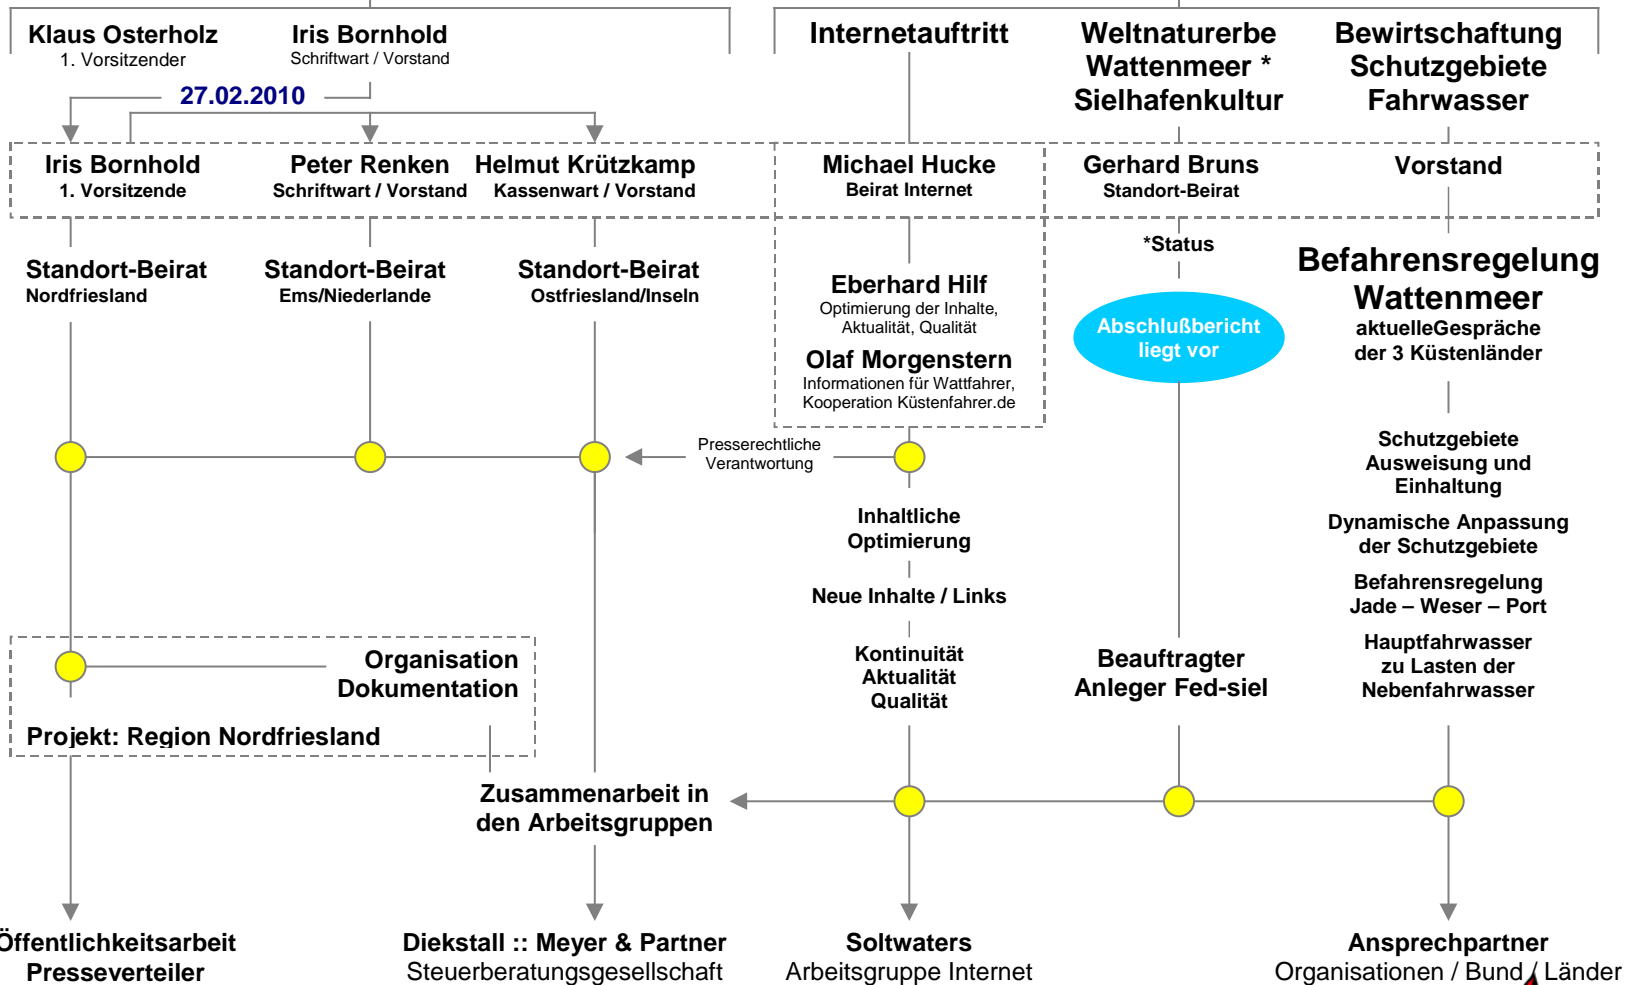 Klaus Osterholz
1. Vorsitzender
Iris Bornhold
Schriftwart / Vorstand
27.02.2010
Iris Bornhold
1. Vorsitzende
Peter Renken
Schriftwart / Vorstand
Helmut Krützkamp
Kassenwart / Vorstand
Standort-Beirat
Nordfriesland
Standort-Beirat
Ems/Niederlande
Standort-Beirat
Ostfriesland/Inseln
Internetauftritt
Michael Hucke
Beirat Internet
Eberhard Hilf
Optimierung der Inhalte,
Aktualität, Qualität
Olaf Morgenstern
Informationen für Wattfahrer,
Kooperation Küstenfahrer.de
Presserechtliche
Verantwortung
Inhaltliche
Optimierung
Neue Inhalte / Links
Kontinuität
Aktualität
Qualität
Weltnaturerbe
Wattenmeer *
Sielhafenkultur
Gerhard Bruns
Standort-Beirat
*Status
Abschlußbericht
liegt vor
Beauftragter
Anleger Fed-siel
Bewirtschaftung
Schutzgebiete
Fahrwasser
Vorstand
Befahrensregelung
Wattenmeer
aktuelleGespräche
der 3 Küstenländer
Schutzgebiete
Ausweisung und
Einhaltung
Dynamische Anpassung
der Schutzgebiete
Befahrensregelung
Jade – Weser – Port
Hauptfahrwasser
zu Lasten der
Nebenfahrwasser
Organisation
Dokumentation
Projekt: Region Nordfriesland
Zusammenarbeit in
den Arbeitsgruppen
Öffentlichkeitsarbeit
Presseverteiler
Diekstall :: Meyer & Partner
Steuerberatungsgesellschaft
Soltwaters
Arbeitsgruppe Internet
Ansprechpartner
Organisationen / Bund / Länder